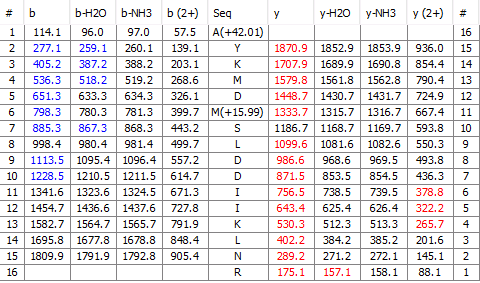 # b b-H2O b-NH3 b (2+) Seq y y-H2O y-NH3 y (2+) #
1 114.1 96.0 97.0 57.5 A(+42.01) 16
2 277.1 259.1 260.1 139.1 Y 1870.9 1852.9 1853.9 936.0 15
3 405.2 387.2 388.2 203.1 K 1707.9 1689.9 1690.8 854.4 14
4 536.3 518.2 519.2 268.6 M 1579.8 1561.8 1562.8 790.4 13
5 651.3 633.3 634.3 326.1 D 1448.7 1430.7 1431.7 724.9 12
6 798.3 780.3 781.3 399.7 M(+15.99) 1333.7 1315.7 1316.7 667.4 11
7 885.3 867.3 868.3 443.2 S 1186.7 1168.7 1169.7 593.8 10
8 998.4 980.4 981.4 499.7 L 1099.6 1081.6 1082.6 550.3 9
9 1113.5 1095.4 1096.4 557.2 D 986.6 968.6 969.5 493.8 8
10 1228.5 1210.5 1211.5 614.7 D 871.5 853.5 854.5 436.3 7
11 1341.6 1323.6 1324.5 671.3 I 756.5 738.5 739.5 378.8 6
12 1454.7 1436.6 1437.6 727.8 I 643.4 625.4 626.4 322.2 5
13 1582.7 1564.7 1565.7 791.9 K 530.3 512.3 513.3 265.7 4
14 1695.8 1677.8 1678.8 848.4 L 402.2 384.2 385.2 201.6 3
15 1809.9 1791.9 1792.8 905.4 N 289.2 271.2 272.1 145.1 2
16 R 175.1 157.1 158.1 88.1 1